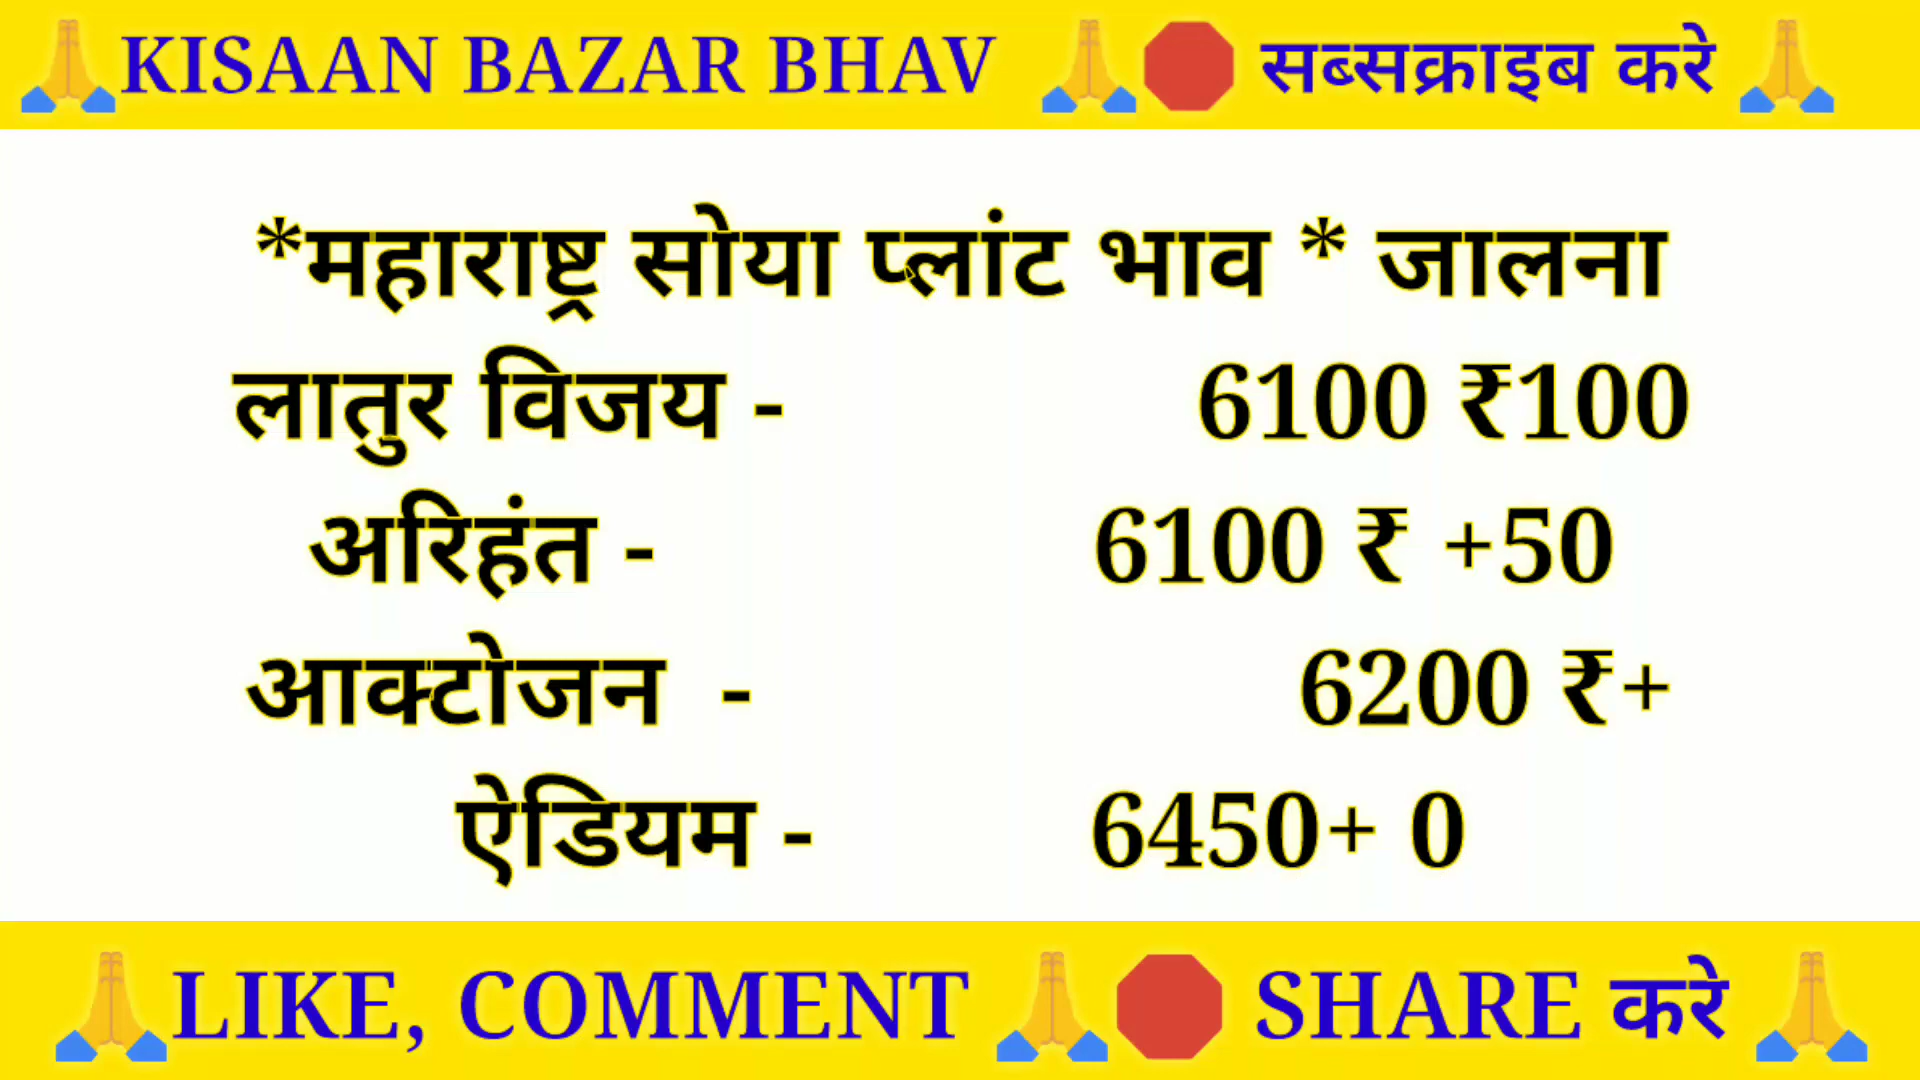 🙏KISAAN BAZAR BHAV 🙏🛑 सब्सक्राइब करे 🙏
*महाराष्ट्र सोया प्लांट भाव * जालना
लातुर विजय - 6100 ₹100
अरिहंत - 6100 ₹ +50
आक्टोजन - 6200 ₹+
ऐडियम - 6450+ 0
🙏LIKE, COMMENT 🙏🛑 SHARE करे 🙏